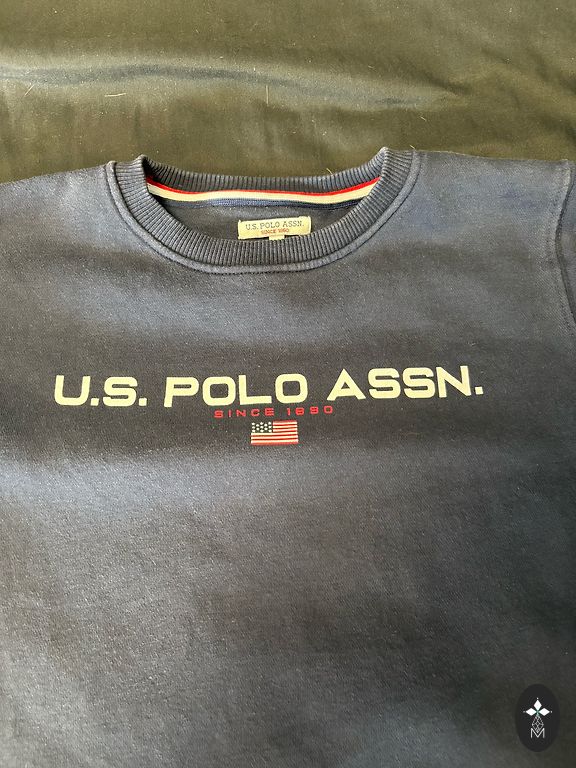 U.S. POLO ASSN.
SINCE 1890
U.S. POLO ASSN.
SINCE 1890
M